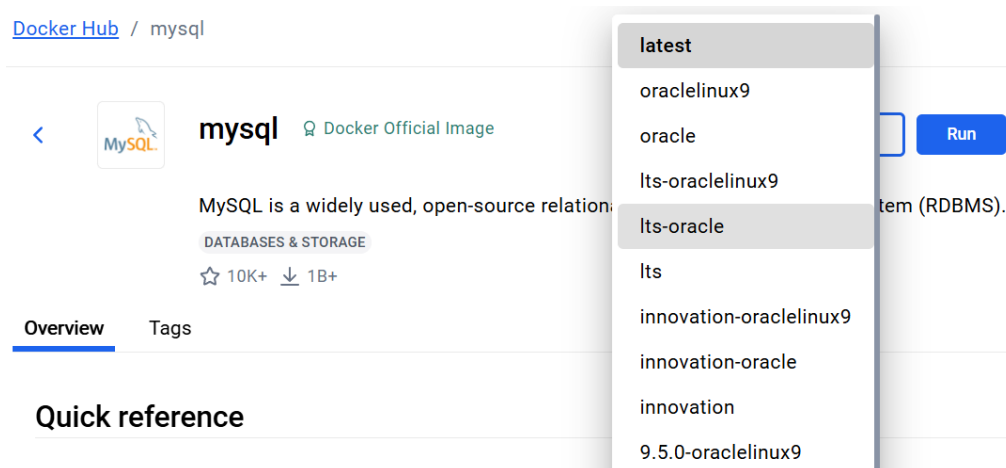 Docker Hub / mysql
MySQL.
mysql
Docker Official Image
Run
MySQL is a widely used, open-source relationa
tem (RDBMS).
DATABASES & STORAGE
10K+ 1B+
Overview Tags
Quick reference
latest
oraclelinux9
oracle
lts-oraclelinux9
lts-oracle
lts
innovation-oraclelinux9
innovation-oracle
innovation
9.5.0-oraclelinux9